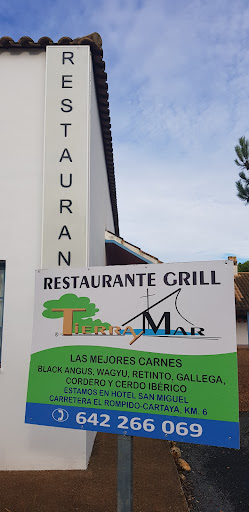 RESTAURAN
RESTAURANTE GRILL
TIERRA MAR
LAS MEJORES CARNES
BLACK ANGUS, WAGYU, RETINTO, GALLEGA,
CORDERO Y CERDO IBÉRICO
ESTAMOS EN HOTEL SAN MIGUEL
CARRETERA EL ROMPIDO-CARTAYA, KM. 6
642 266 069